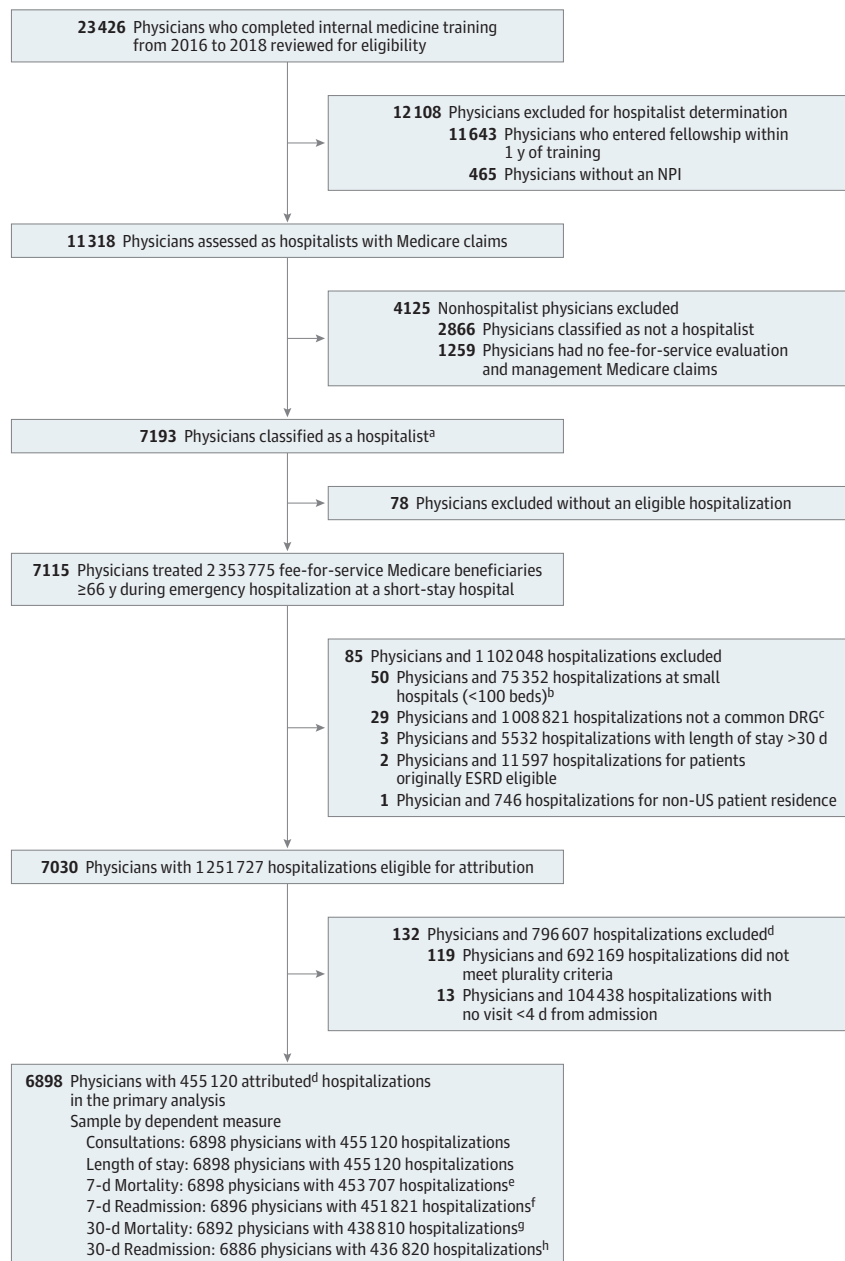 23 426 Physicians who completed internal medicine training
from 2016 to 2018 reviewed for eligibility
12 108 Physicians excluded for hospitalist determination
11 643 Physicians who entered fellowship within
1 y of training
465 Physicians without an NPI
11 318 Physicians assessed as hospitalists with Medicare claims
4125 Nonhospitalist physicians excluded
2866 Physicians classified as not a hospitalist
1259 Physicians had no fee-for-service evaluation
and management Medicare claims
7193 Physicians classified as a hospitalistᵃ
78 Physicians excluded without an eligible hospitalization
7115 Physicians treated 2 353 775 fee-for-service Medicare beneficiaries
≥66 y during emergency hospitalization at a short-stay hospital
85 Physicians and 1 102 048 hospitalizations excluded
50 Physicians and 75 352 hospitalizations at small
hospitals (<100 beds)ᵇ
29 Physicians and 1 008 821 hospitalizations not a common DRGᶜ
3 Physicians and 5532 hospitalizations with length of stay >30 d
2 Physicians and 11 597 hospitalizations for patients
originally ESRD eligible
1 Physician and 746 hospitalizations for non-US patient residence
7030 Physicians with 1 251 727 hospitalizations eligible for attribution
132 Physicians and 796 607 hospitalizations excludedᵈ
119 Physicians and 692 169 hospitalizations did not
meet plurality criteria
13 Physicians and 104 438 hospitalizations with
no visit <4 d from admission
6898 Physicians with 455 120 attributedᵈ hospitalizations
in the primary analysis
Sample by dependent measure
Consultations: 6898 physicians with 455 120 hospitalizations
Length of stay: 6898 physicians with 455 120 hospitalizations
7-d Mortality: 6898 physicians with 453 707 hospitalizationsᵉ
7-d Readmission: 6896 physicians with 451 821 hospitalizationsᶠ
30-d Mortality: 6892 physicians with 438 810 hospitalizationsᵍ
30-d Readmission: 6886 physicians with 436 820 hospitalizationsʰ